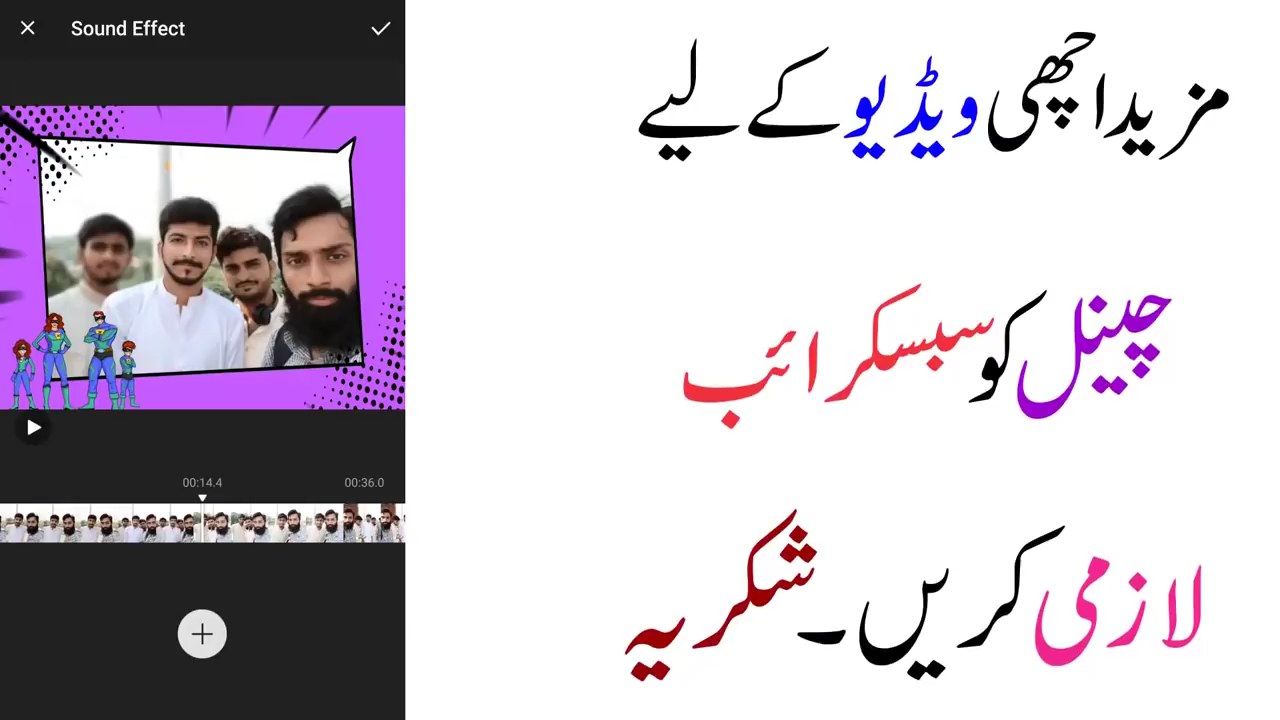 Sound Effect
00:14.4
00:36.0
مزید اچھی ویڈیو کے لیے
چینل کو سبسکرائب
لازمی کریں۔ شکریہ